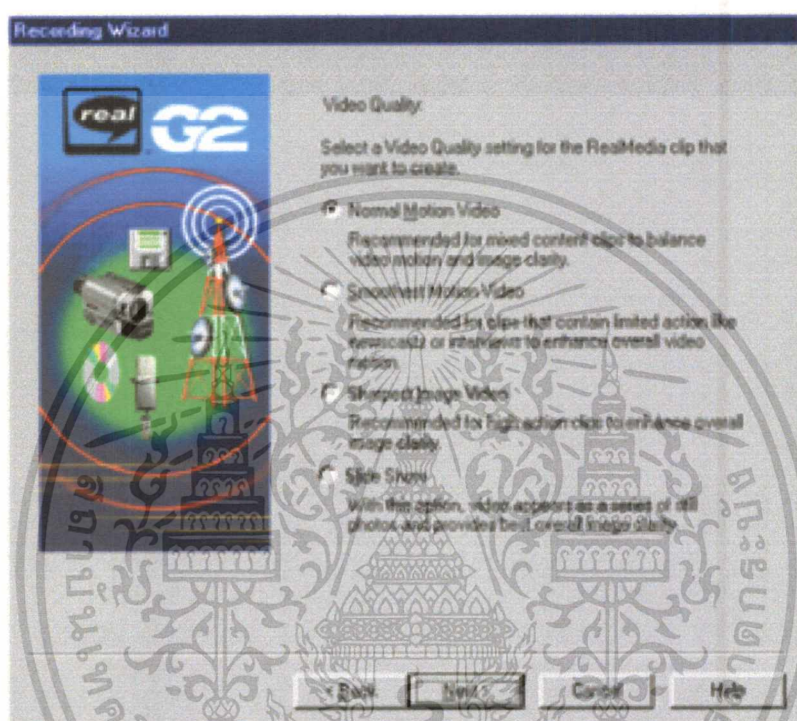 Recording Wizard
real
G2
Video Quality:
Select a Video Quality setting for the RealMedia clip that
you want to create.
Normal Motion Video
Recommended for mixed content clips to balance
video motion and image clarity.
Smoothest Motion Video
Recommended for clips that contain limited action like
newscasts or interviews to enhance overall video
motion.
Sharpest Image Video
Recommended for high action clips to enhance overall
image clarity.
Slide Show
With this option, video appears as a series of still
photos and provides best overall image clarity.
< Back
Next >
Cancel
Help